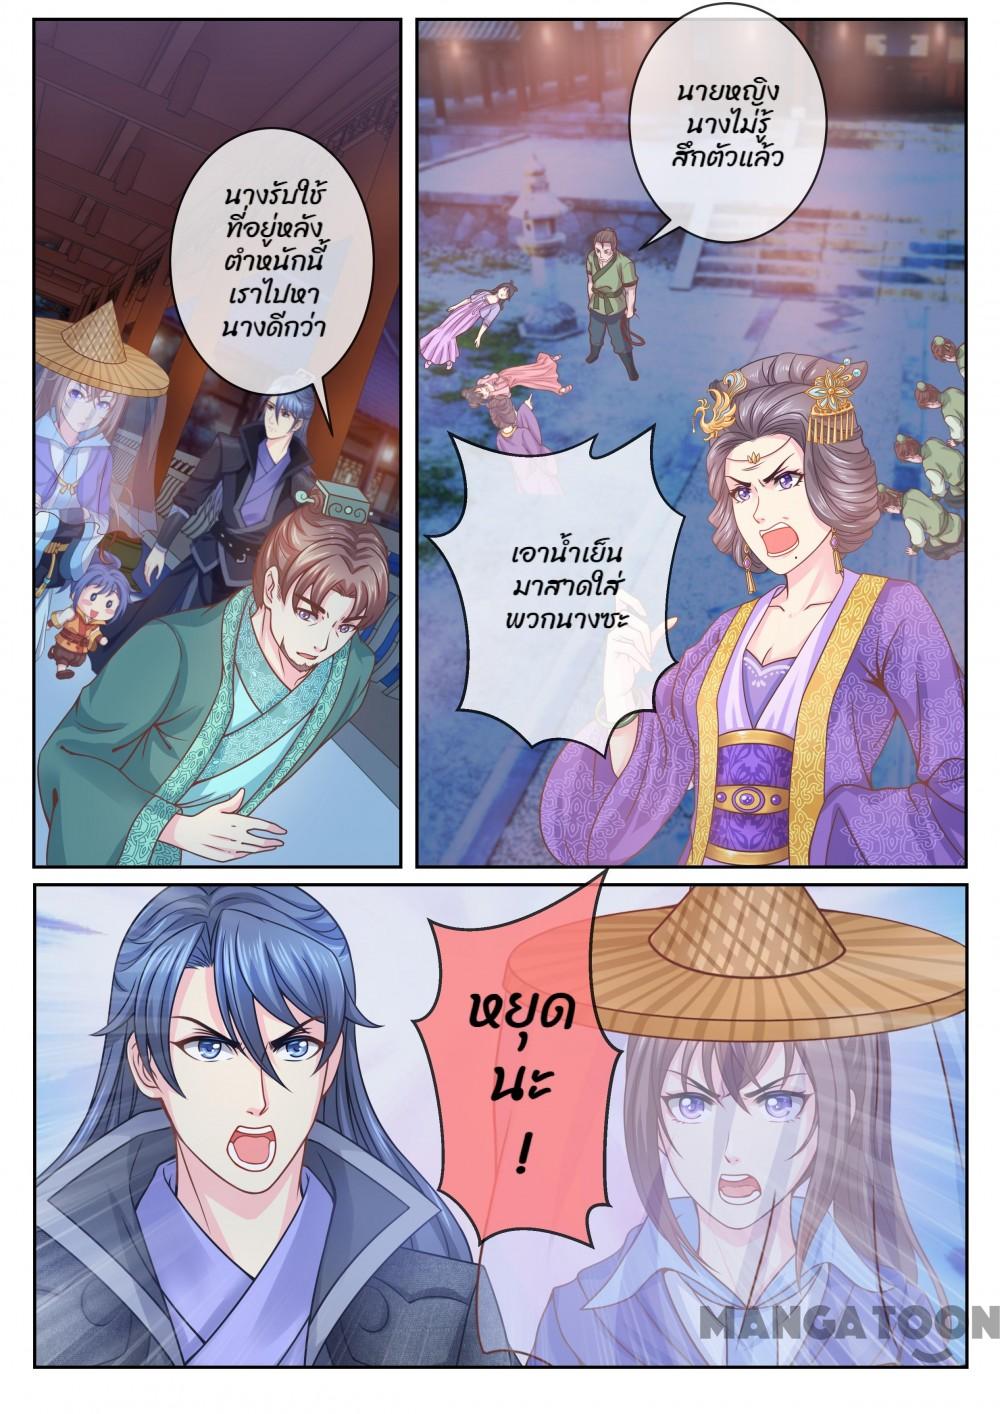 นางรับใช้
ที่อยู่หลัง
ตำหนักนี้
เราไปหา
นางดีกว่า
นายหญิง
นางไม่รู้
สึกตัวแล้ว
เอาน้ำเย็น
มาสาดใส่
พวกนางซะ
หยุด
นะ
!
MANGATOON